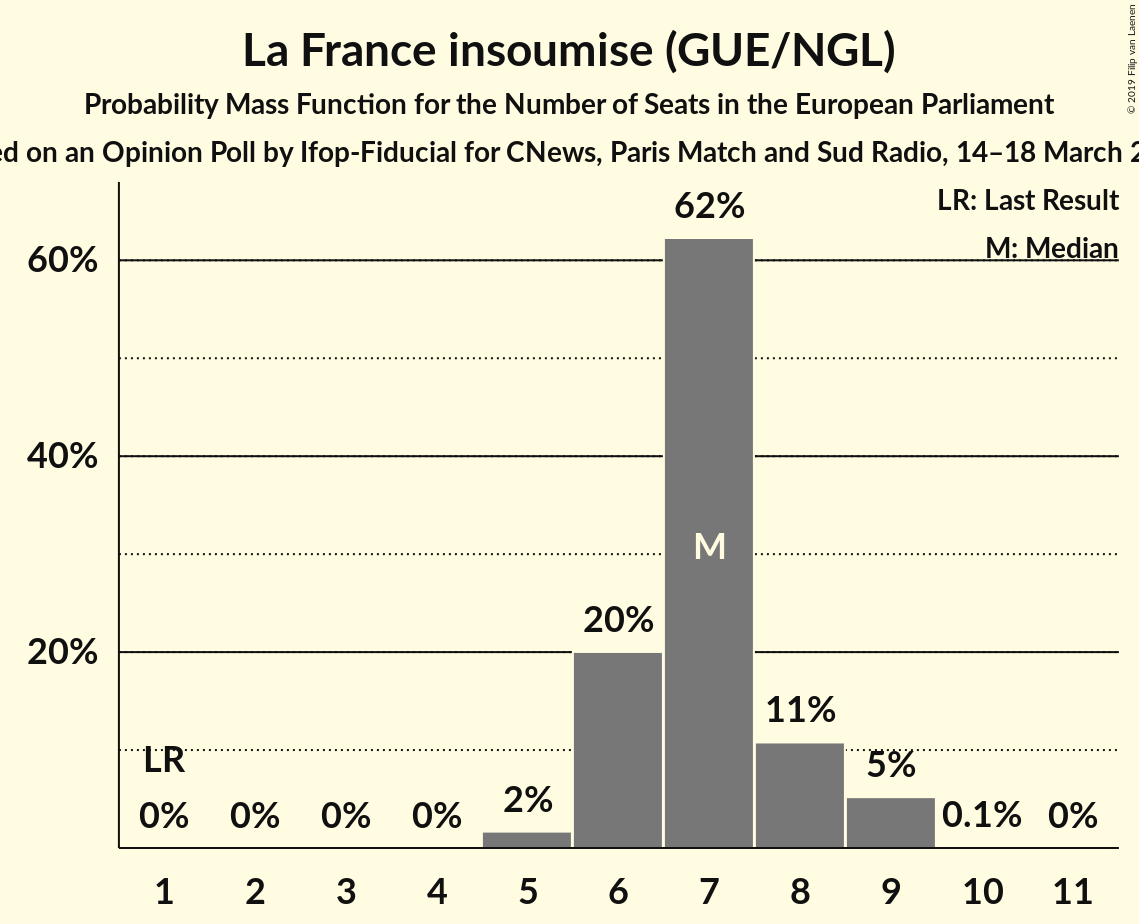 La France insoumise (GUE/NGL)
Probability Mass Function for the Number of Seats in the European Parliament
on an Opinion Poll by Ifop-Fiducial for CNews, Paris Match and Sud Radio, 14–18 March
© 2019 Filip van Laenen
LR: Last Result
M: Median
60%
40%
20%
LR
0%
0%
0%
0%
2%
20%
62%
M
11%
5%
0.1%
0%
1 2 3 4 5 6 7 8 9 10 11